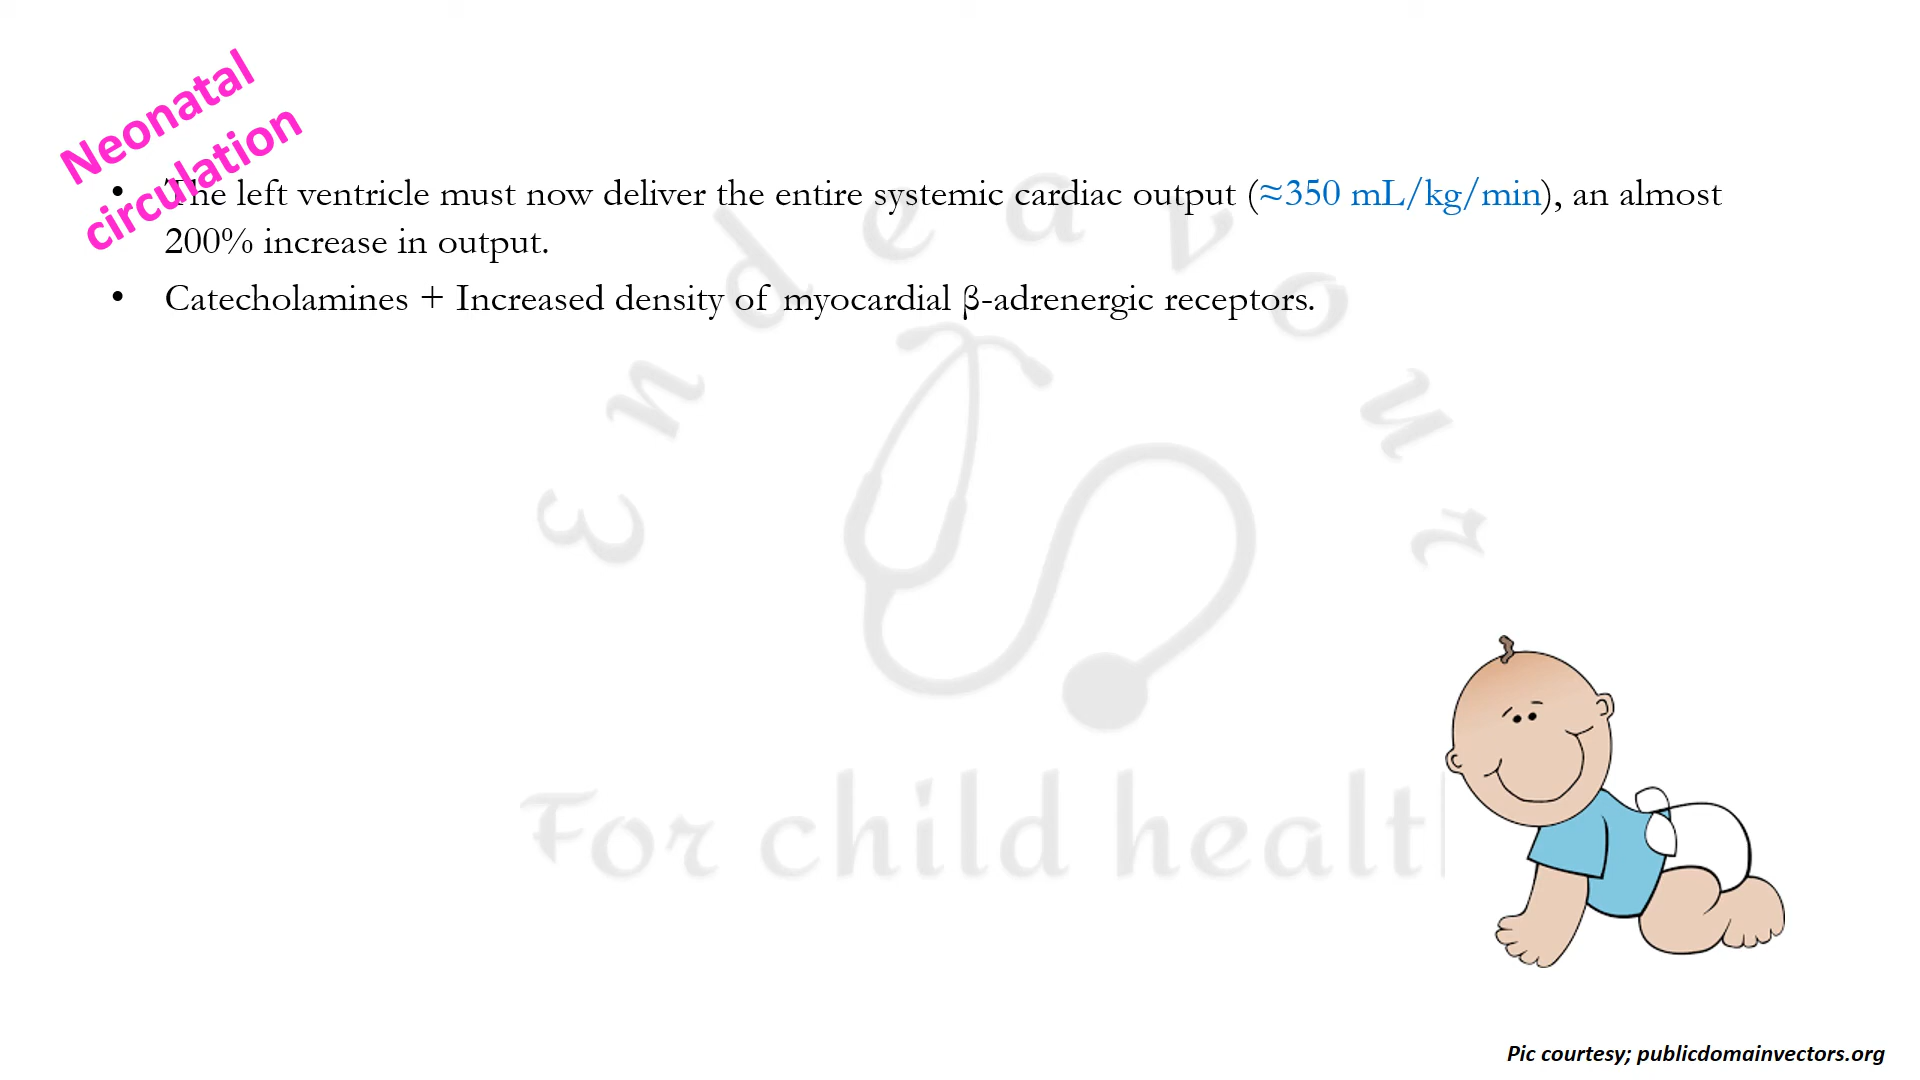 Neonatal
circulation
• The left ventricle must now deliver the entire systemic cardiac output (≈350 mL/kg/min), an almost
200% increase in output.
• Catecholamines + Increased density of myocardial β-adrenergic receptors.
Endeavour
For child healt
Pic courtesy; publicdomainvectors.org